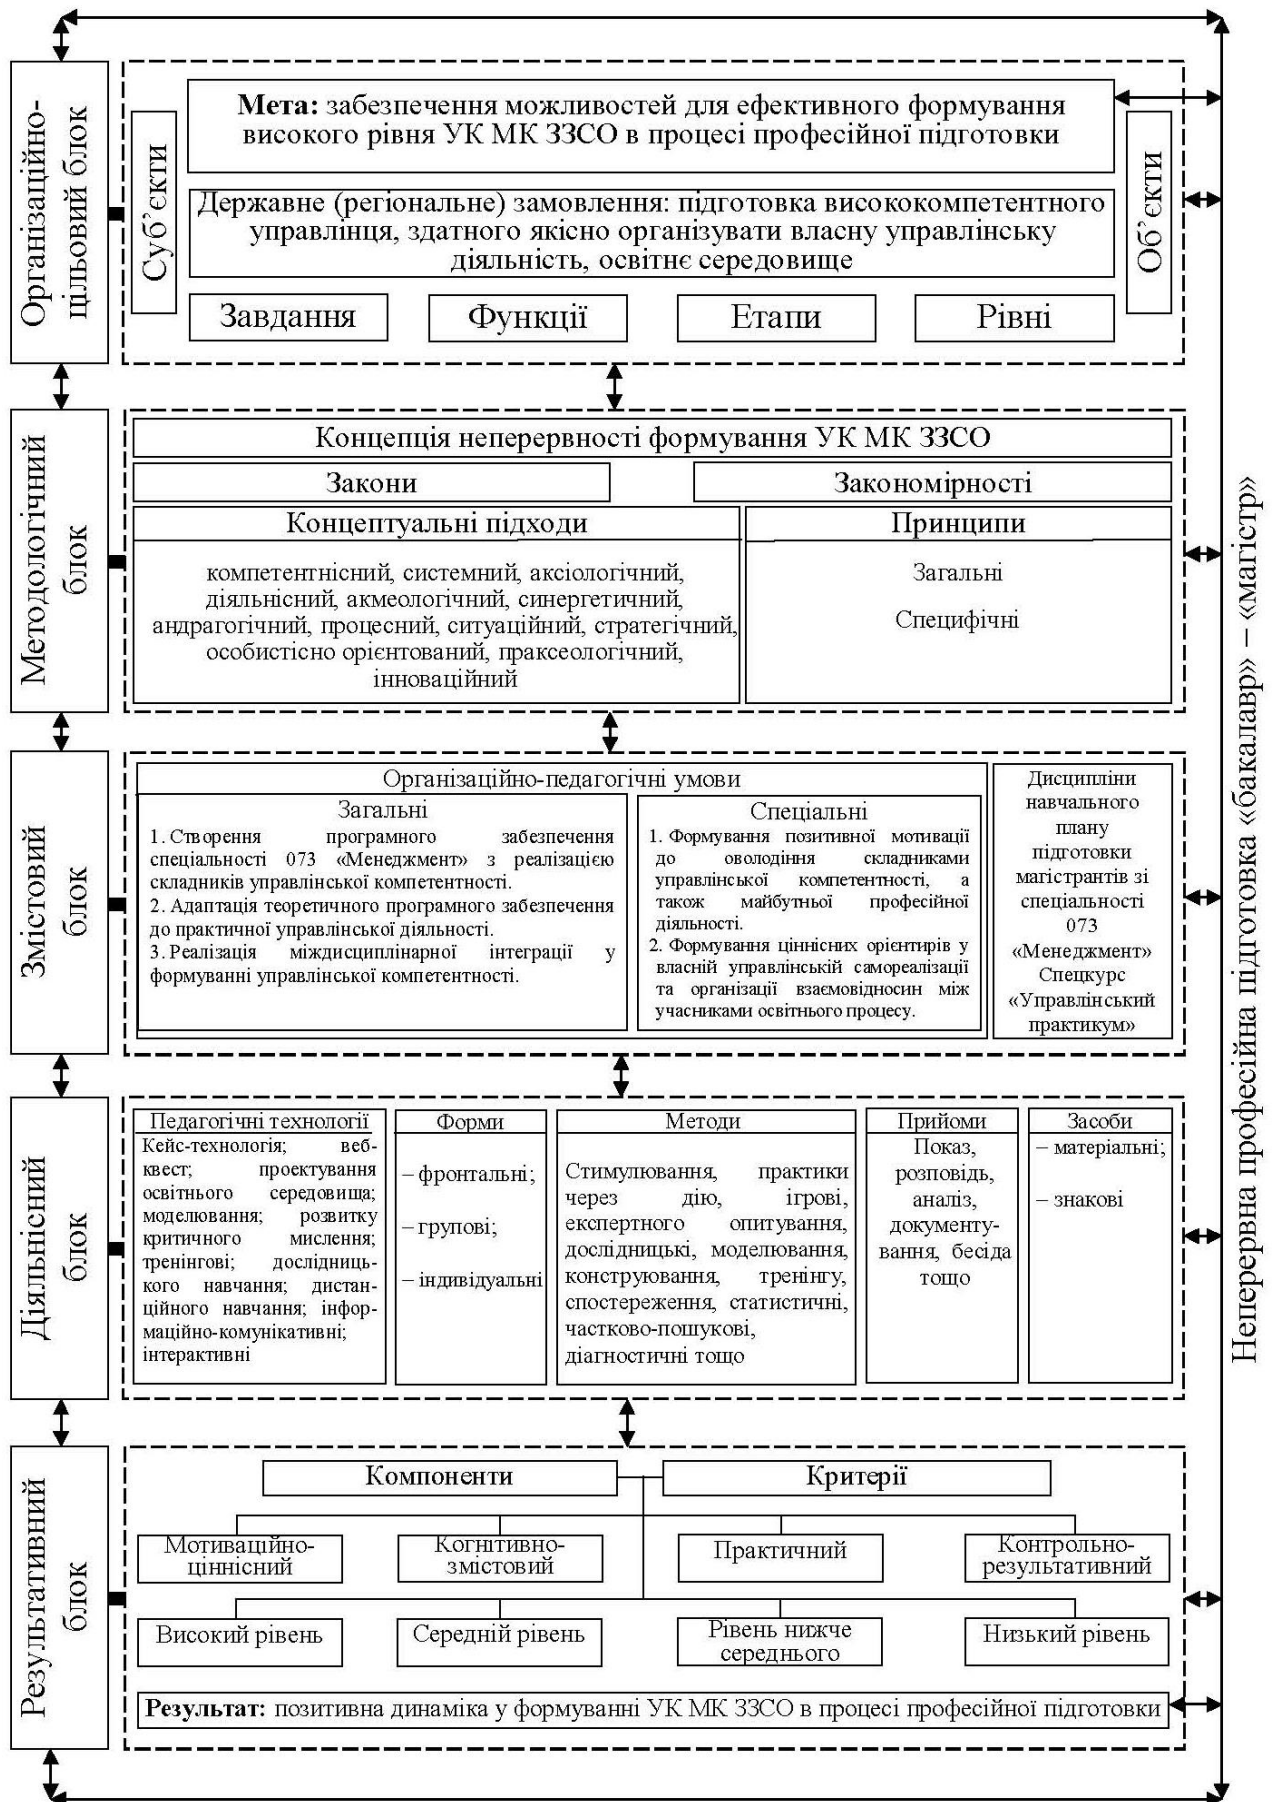 Організаційно-
цільовий блок
Суб’єкти
Мета: забезпечення можливостей для ефективного формування
високого рівня УК МК ЗЗСО в процесі професійної підготовки
Державне (регіональне) замовлення: підготовка висококомпетентного
управлінця, здатного якісно організувати власну управлінську
діяльність, освітнє середовище
Завдання
Функції
Етапи
Рівні
Об’єкти
Методологічний
блок
Концепція неперервності формування УК МК ЗЗСО
Закони
Закономірності
Концептуальні підходи
компетентнісний, системний, аксіологічний,
діяльнісний, акмеологічний, синергетичний,
андрагогічний, процесний, ситуаційний, стратегічний,
особистісно орієнтований, праксеологічний,
інноваційний
Принципи
Загальні
Специфічні
Змістовий
блок
Організаційно-педагогічні умови
Загальні
1. Створення програмного забезпечення
спеціальності 073 «Менеджмент» з реалізацією
складників управлінської компетентності.
2. Адаптація теоретичного програмного забезпечення
до практичної управлінської діяльності.
3. Реалізація міждисциплінарної інтеграції у
формуванні управлінської компетентності.
Спеціальні
1. Формування позитивної мотивації
до оволодіння складниками
управлінської компетентності, а
також майбутньої професійної
діяльності.
2. Формування ціннісних орієнтирів у
власній управлінській самореалізації
та організації взаємовідносин між
учасниками освітнього процесу.
Дисципліни
навчального
плану
підготовки
магістрантів зі
спеціальності
073
«Менеджмент»
Спецкурс
«Управлінський
практикум»
Діяльнісний
блок
Педагогічні технології
Кейс-технологія; веб-
квест; проектування
освітнього середовища;
моделювання; розвитку
критичного мислення;
тренінгові; дослідниць-
кого навчання; дистан-
ційного навчання; інфор-
маційно-комунікативні;
інтерактивні
Форми
– фронтальні;
– групові;
– індивідуальні
Методи
Стимулювання, практики
через дію, ігрові,
експертного опитування,
дослідницькі, моделювання,
конструювання, тренінгу,
спостереження, статистичні,
частково-пошукові,
діагностичні тощо
Прийоми
Показ,
розповідь,
аналіз,
документу-
вання, бесіда
тощо
Засоби
– матеріальні;
– знакові
Результативний
блок
Компоненти
Критерії
Мотиваційно-
ціннісний
Когнітивно-
змістовий
Практичний
Контрольно-
результативний
Високий рівень
Середній рівень
Рівень нижче
середнього
Низький рівень
Результат: позитивна динаміка у формуванні УК МК ЗЗСО в процесі професійної підготовки
Неперервна професійна підготовка «бакалавр» – «магістр»